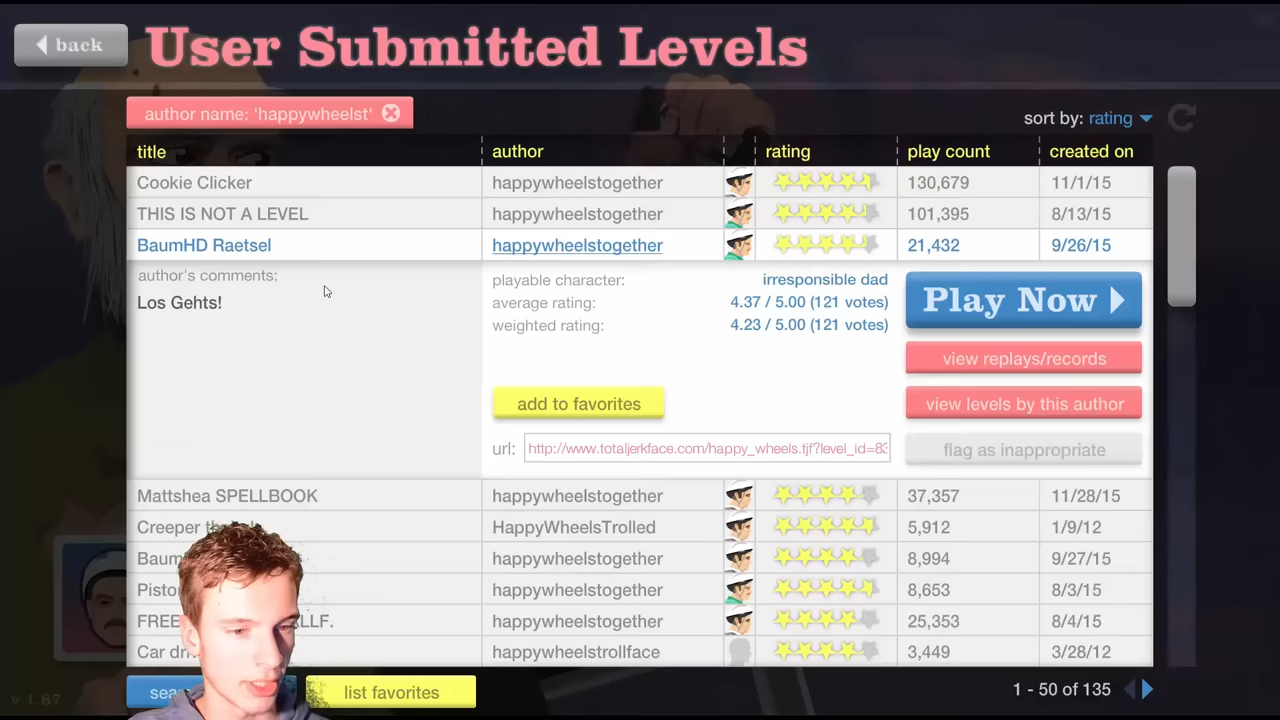 back
User Submitted Levels
author name: 'happywheelst'
sort by: rating
title author rating play count created on
Cookie Clicker happywheelstogether 130,679 11/1/15
THIS IS NOT A LEVEL happywheelstogether 101,395 8/13/15
BaumHD Raetsel happywheelstogether 21,432 9/26/15
author's comments:
Los Gehts!
playable character: irresponsible dad
average rating: 4.37 / 5.00 (121 votes)
weighted rating: 4.23 / 5.00 (121 votes)
Play Now
view replays/records
add to favorites
view levels by this author
url: http://www.totaljerkface.com/happy_wheels.tjf?level_id=83
flag as inappropriate
Mattshea SPELLBOOK happywheelstogether 37,357 11/28/15
Creeper HappyWheelsTrolled 5,912 1/9/12
happywheelstogether 8,994 9/27/15
happywheelstogether 8,653 8/3/15
FREE happywheelstogether 25,353 8/4/15
Car happywheelstrollface 3,449 3/28/12
list favorites
1 - 50 of 135
v 1.87